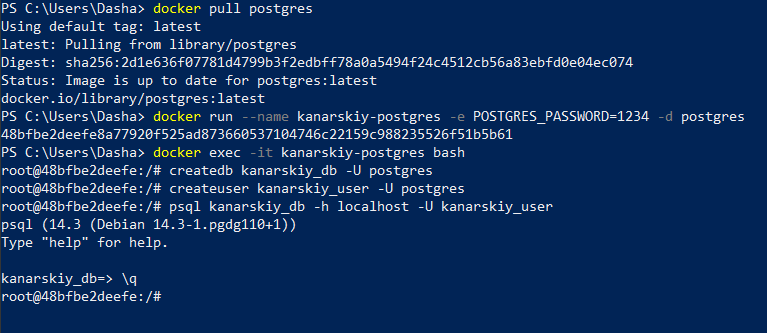 PS C:\Users\Dasha> docker pull postgres
Using default tag: latest
latest: Pulling from library/postgres
Digest: sha256:2d1e636f07781d4799b3f2edbff78a0a5494f24c4512cb56a83ebfd0e04ec074
Status: Image is up to date for postgres:latest
docker.io/library/postgres:latest
PS C:\Users\Dasha> docker run --name kanarskiy-postgres -e POSTGRES_PASSWORD=1234 -d postgres
48bfbe2deefe8a77920f525ad873660537104746c22159c988235526f51b5b61
PS C:\Users\Dasha> docker exec -it kanarskiy-postgres bash
root@48bfbe2deefe:/# createdb kanarskiy_db -U postgres
root@48bfbe2deefe:/# createuser kanarskiy_user -U postgres
root@48bfbe2deefe:/# psql kanarskiy_db -h localhost -U kanarskiy_user
psql (14.3 (Debian 14.3-1.pgdg110+1))
Type "help" for help.
kanarskiy_db=> \q
root@48bfbe2deefe:/#